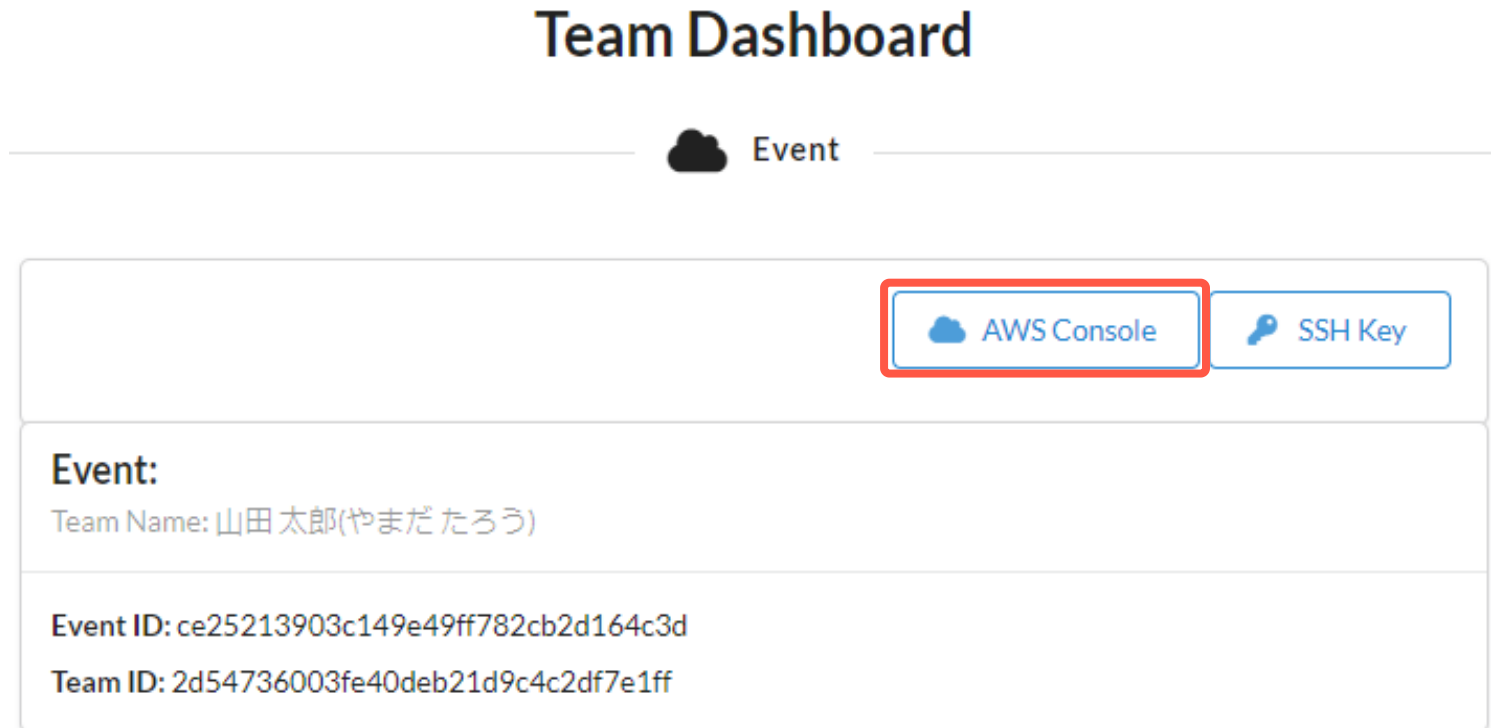 Team Dashboard
Event
AWS Console
SSH Key
Event:
Team Name: 山田 太郎(やまだ たろう)
Event ID: ce25213903c149e49ff782cb2d164c3d
Team ID: 2d54736003fe40deb21d9c4c2df7e1ff